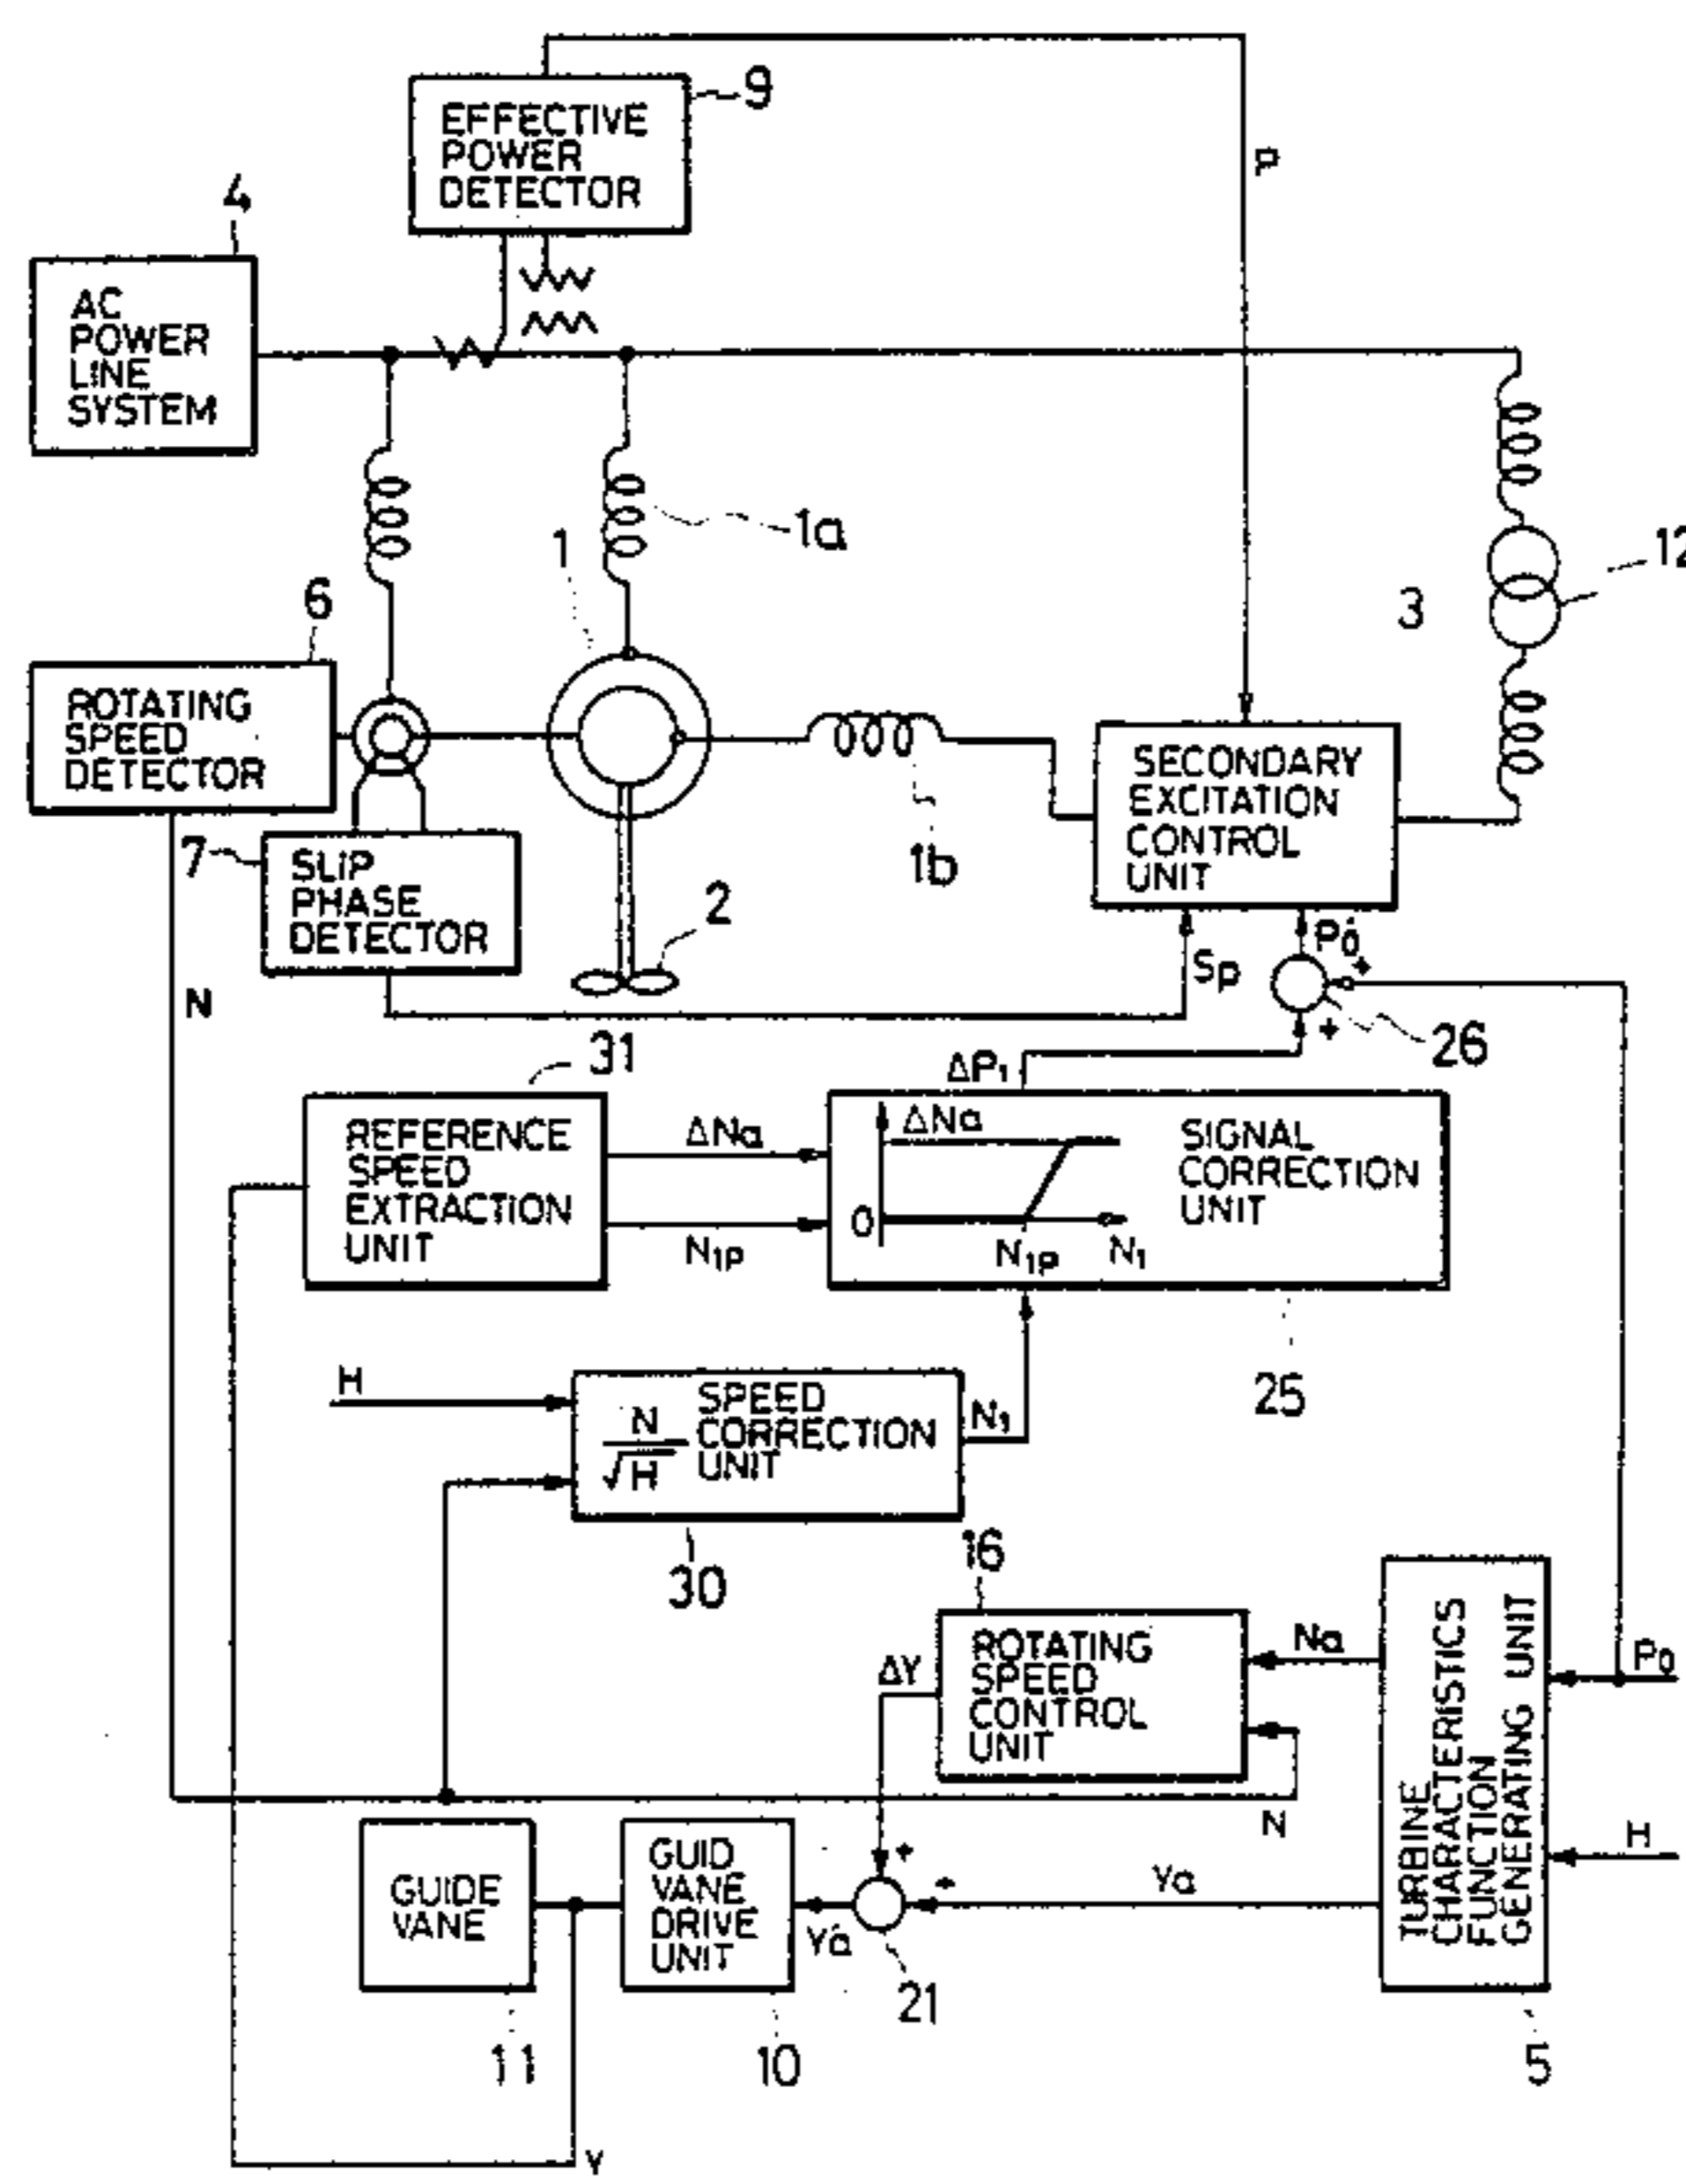 9
EFFECTIVE
POWER
DETECTOR
P
4
AC
POWER
LINE
SYSTEM
1a
1
12
3
6
ROTATING
SPEED
DETECTOR
SECONDARY
EXCITATION
CONTROL
UNIT
1b
7
SLIP
PHASE
DETECTOR
2
N
Sp
P₀'
+
+
26
31
ΔP₁
REFERENCE
SPEED
EXTRACTION
UNIT
ΔNa
N₁p
ΔNa
0
N₁p
N₁
SIGNAL
CORRECTION
UNIT
25
H
N
√H
SPEED
CORRECTION
UNIT
N₁
30
16
ROTATING
SPEED
CONTROL
UNIT
ΔY
Na
N
P₀
H
TURBINE
CHARACTERISTICS
FUNCTION
GENERATING UNIT
5
GUIDE
VANE
11
GUID
VANE
DRIVE
UNIT
10
+
+
Ya'
Ya
21
Y